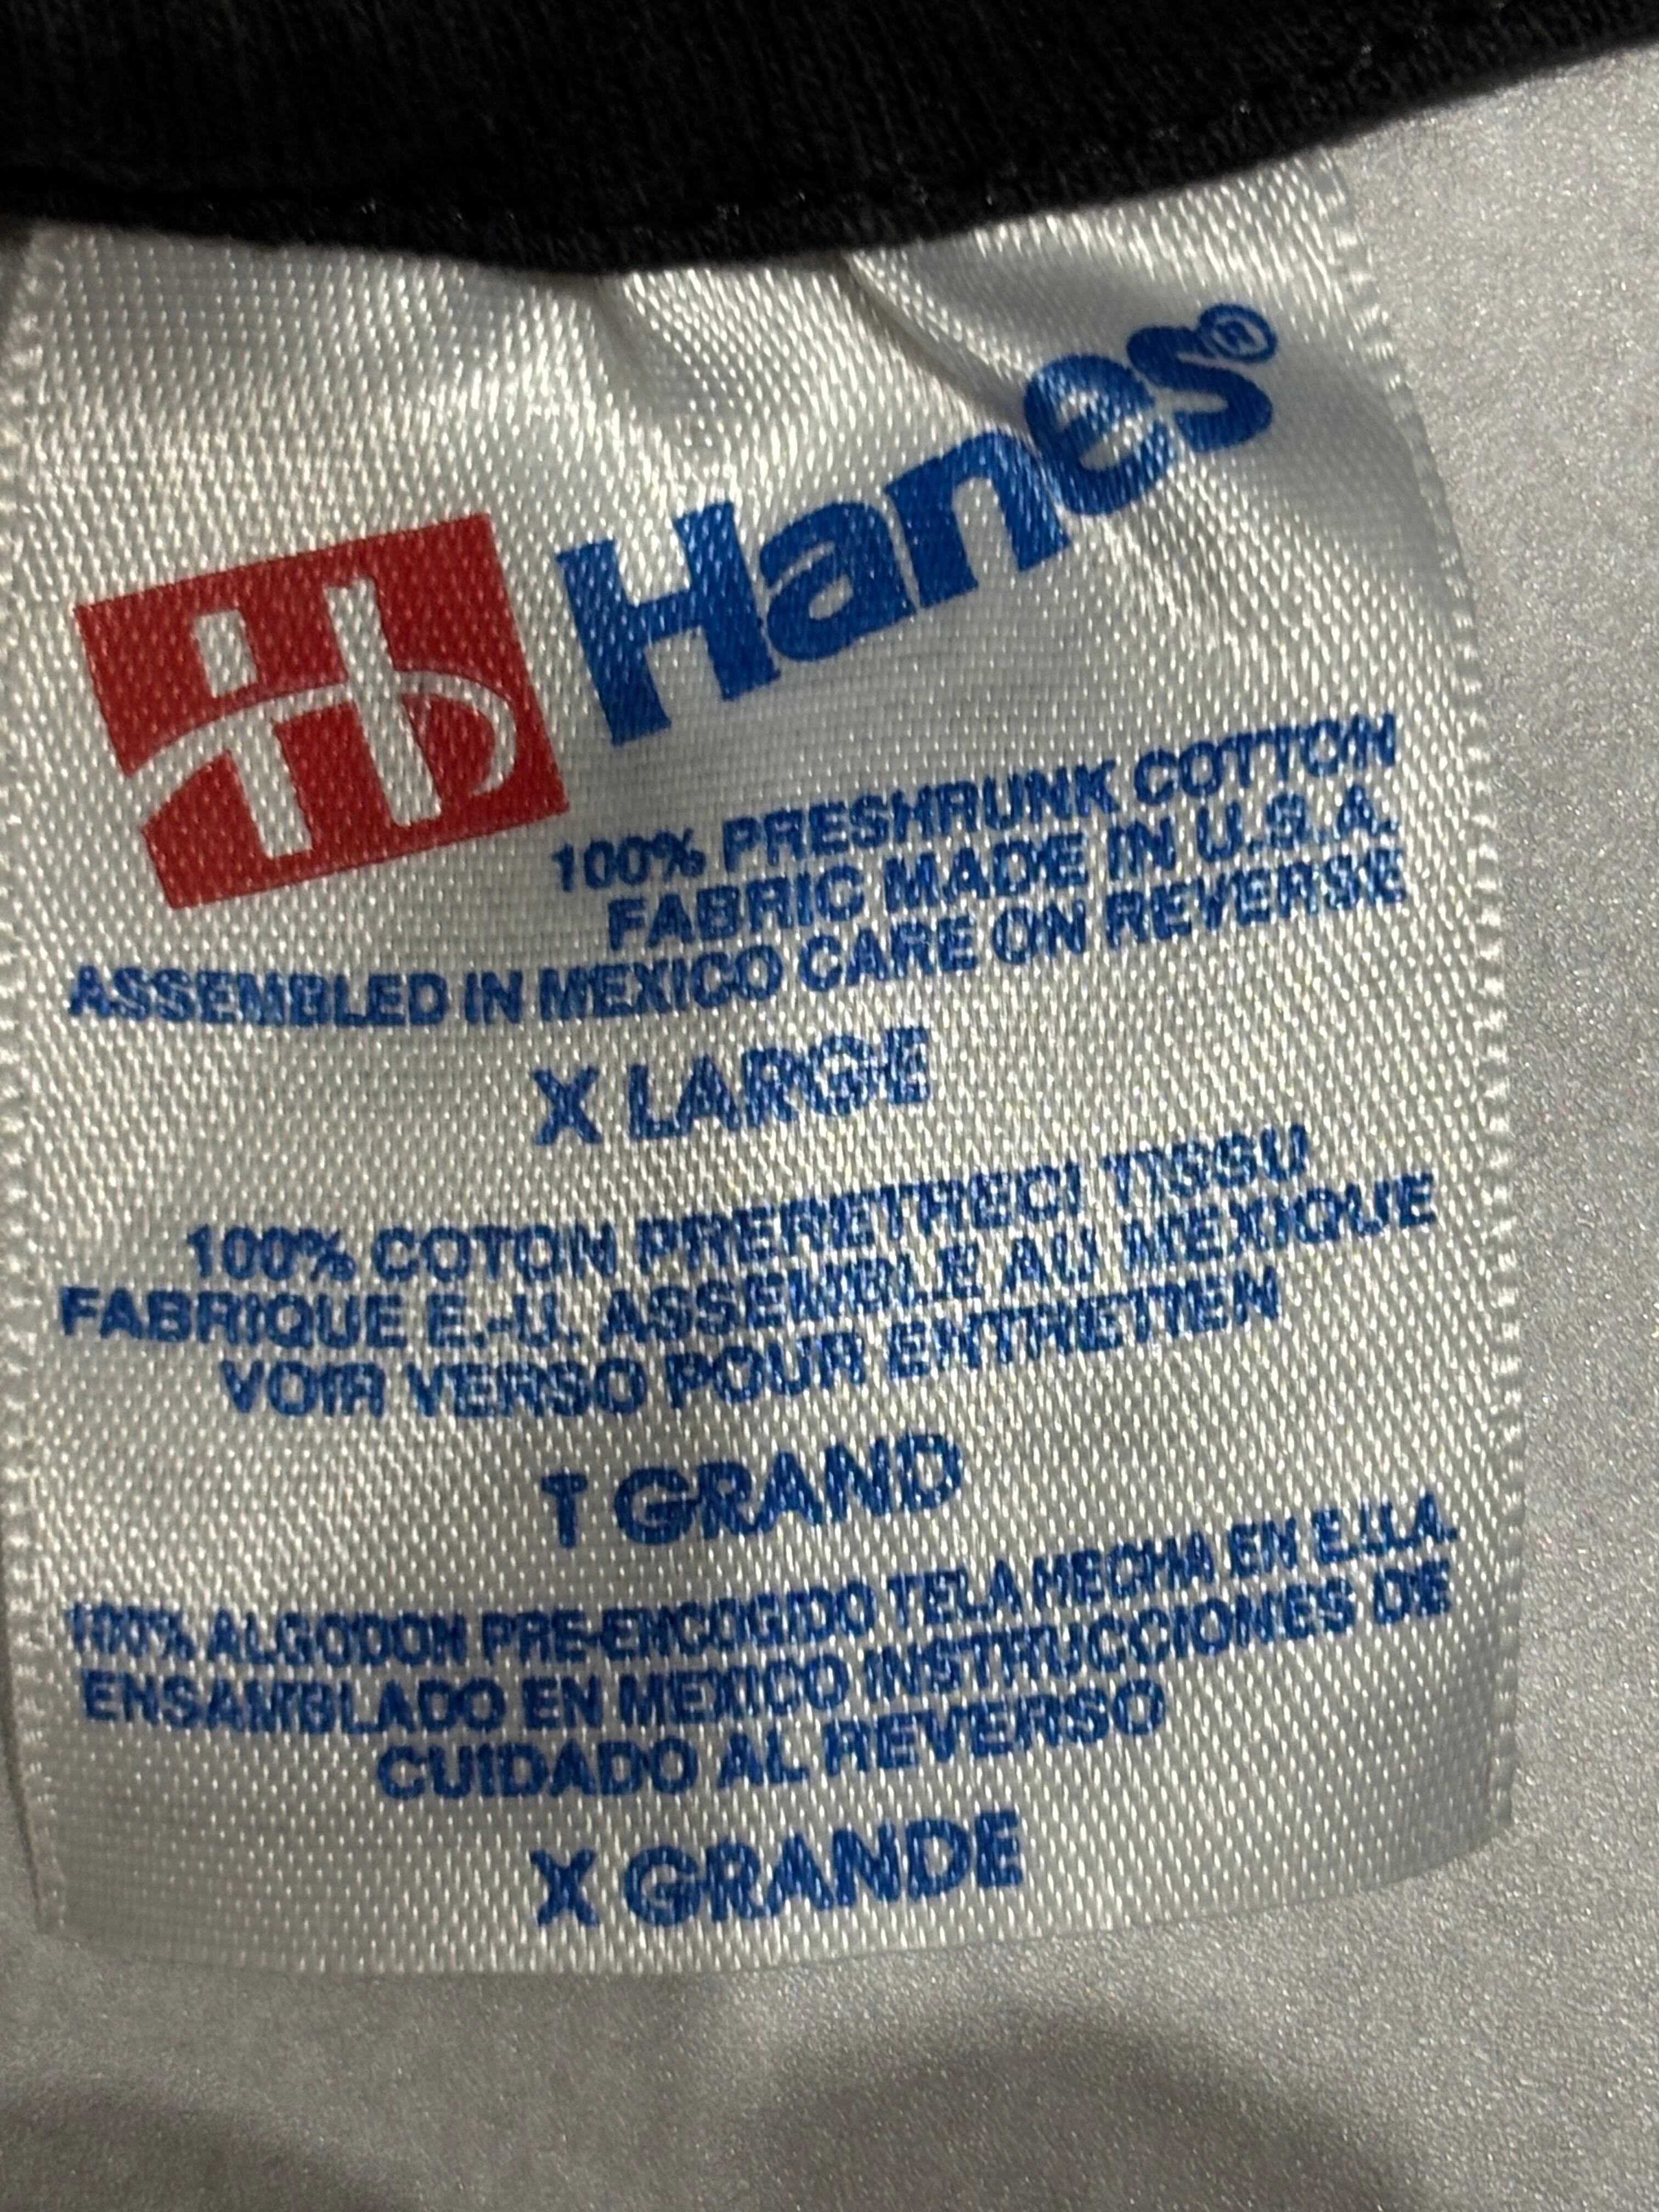 Hanes®
100% PRESHRUNK COTTON
FABRIC MADE IN U.S.A.
ASSEMBLED IN MEXICO CARE ON REVERSE
X LARGE
100% COTON PRERETRECI TISSU
FABRIQUE E.-U. ASSEMBLE AU MEXIQUE
VOIR VERSO POUR ENTRETIEN
T GRAND
100% ALGODON PRE-ENCOGIDO TELA HECHA EN E.U.A.
ENSAMBLADO EN MEXICO INSTRUCCIONES DE
CUIDADO AL REVERSO
X GRANDE